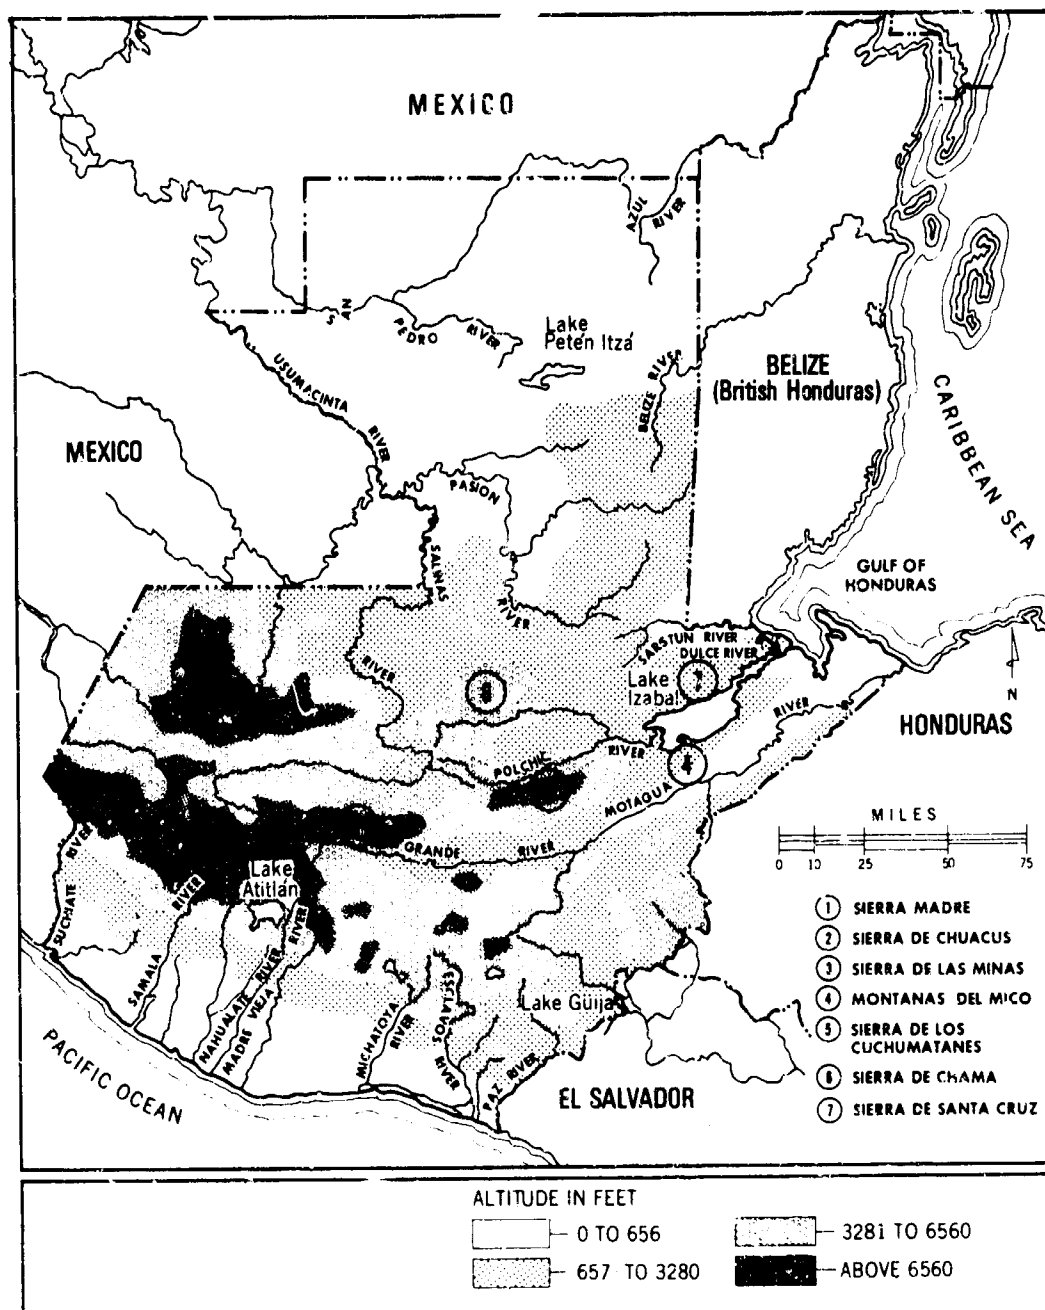 MEXICO
AZUL
RIVER
SAN
PEDRO
RIVER
Lake
Petén Itzá
USUMACINTA
RIVER
BELIZE RIVER
BELIZE
(British Honduras)
CARIBBEAN SEA
MEXICO
PASION
RIVER
SALINAS
RIVER
GULF OF
HONDURAS
SARSTUN RIVER
DULCE RIVER
Lake
Izabal
7
6
N
HONDURAS
POLCHIC
RIVER
4
MOTAGUA
RIVER
GRANDE
RIVER
MILES
0 10 25 50 75
SUCHIATE
RIVER
SAMALA
RIVER
Lake
Atitlán
NAHUALATE RIVER
MADRE VIEJA
RIVER
MICHATOYA
RIVER
ESCLAVOS
RIVER
PAZ RIVER
Lake Güija
EL SALVADOR
PACIFIC OCEAN
1 SIERRA MADRE
2 SIERRA DE CHUACUS
3 SIERRA DE LAS MINAS
4 MONTANAS DEL MICO
5 SIERRA DE LOS
CUCHUMATANES
6 SIERRA DE CHAMA
7 SIERRA DE SANTA CRUZ
ALTITUDE IN FEET
0 TO 656
657 TO 3280
3281 TO 6560
ABOVE 6560